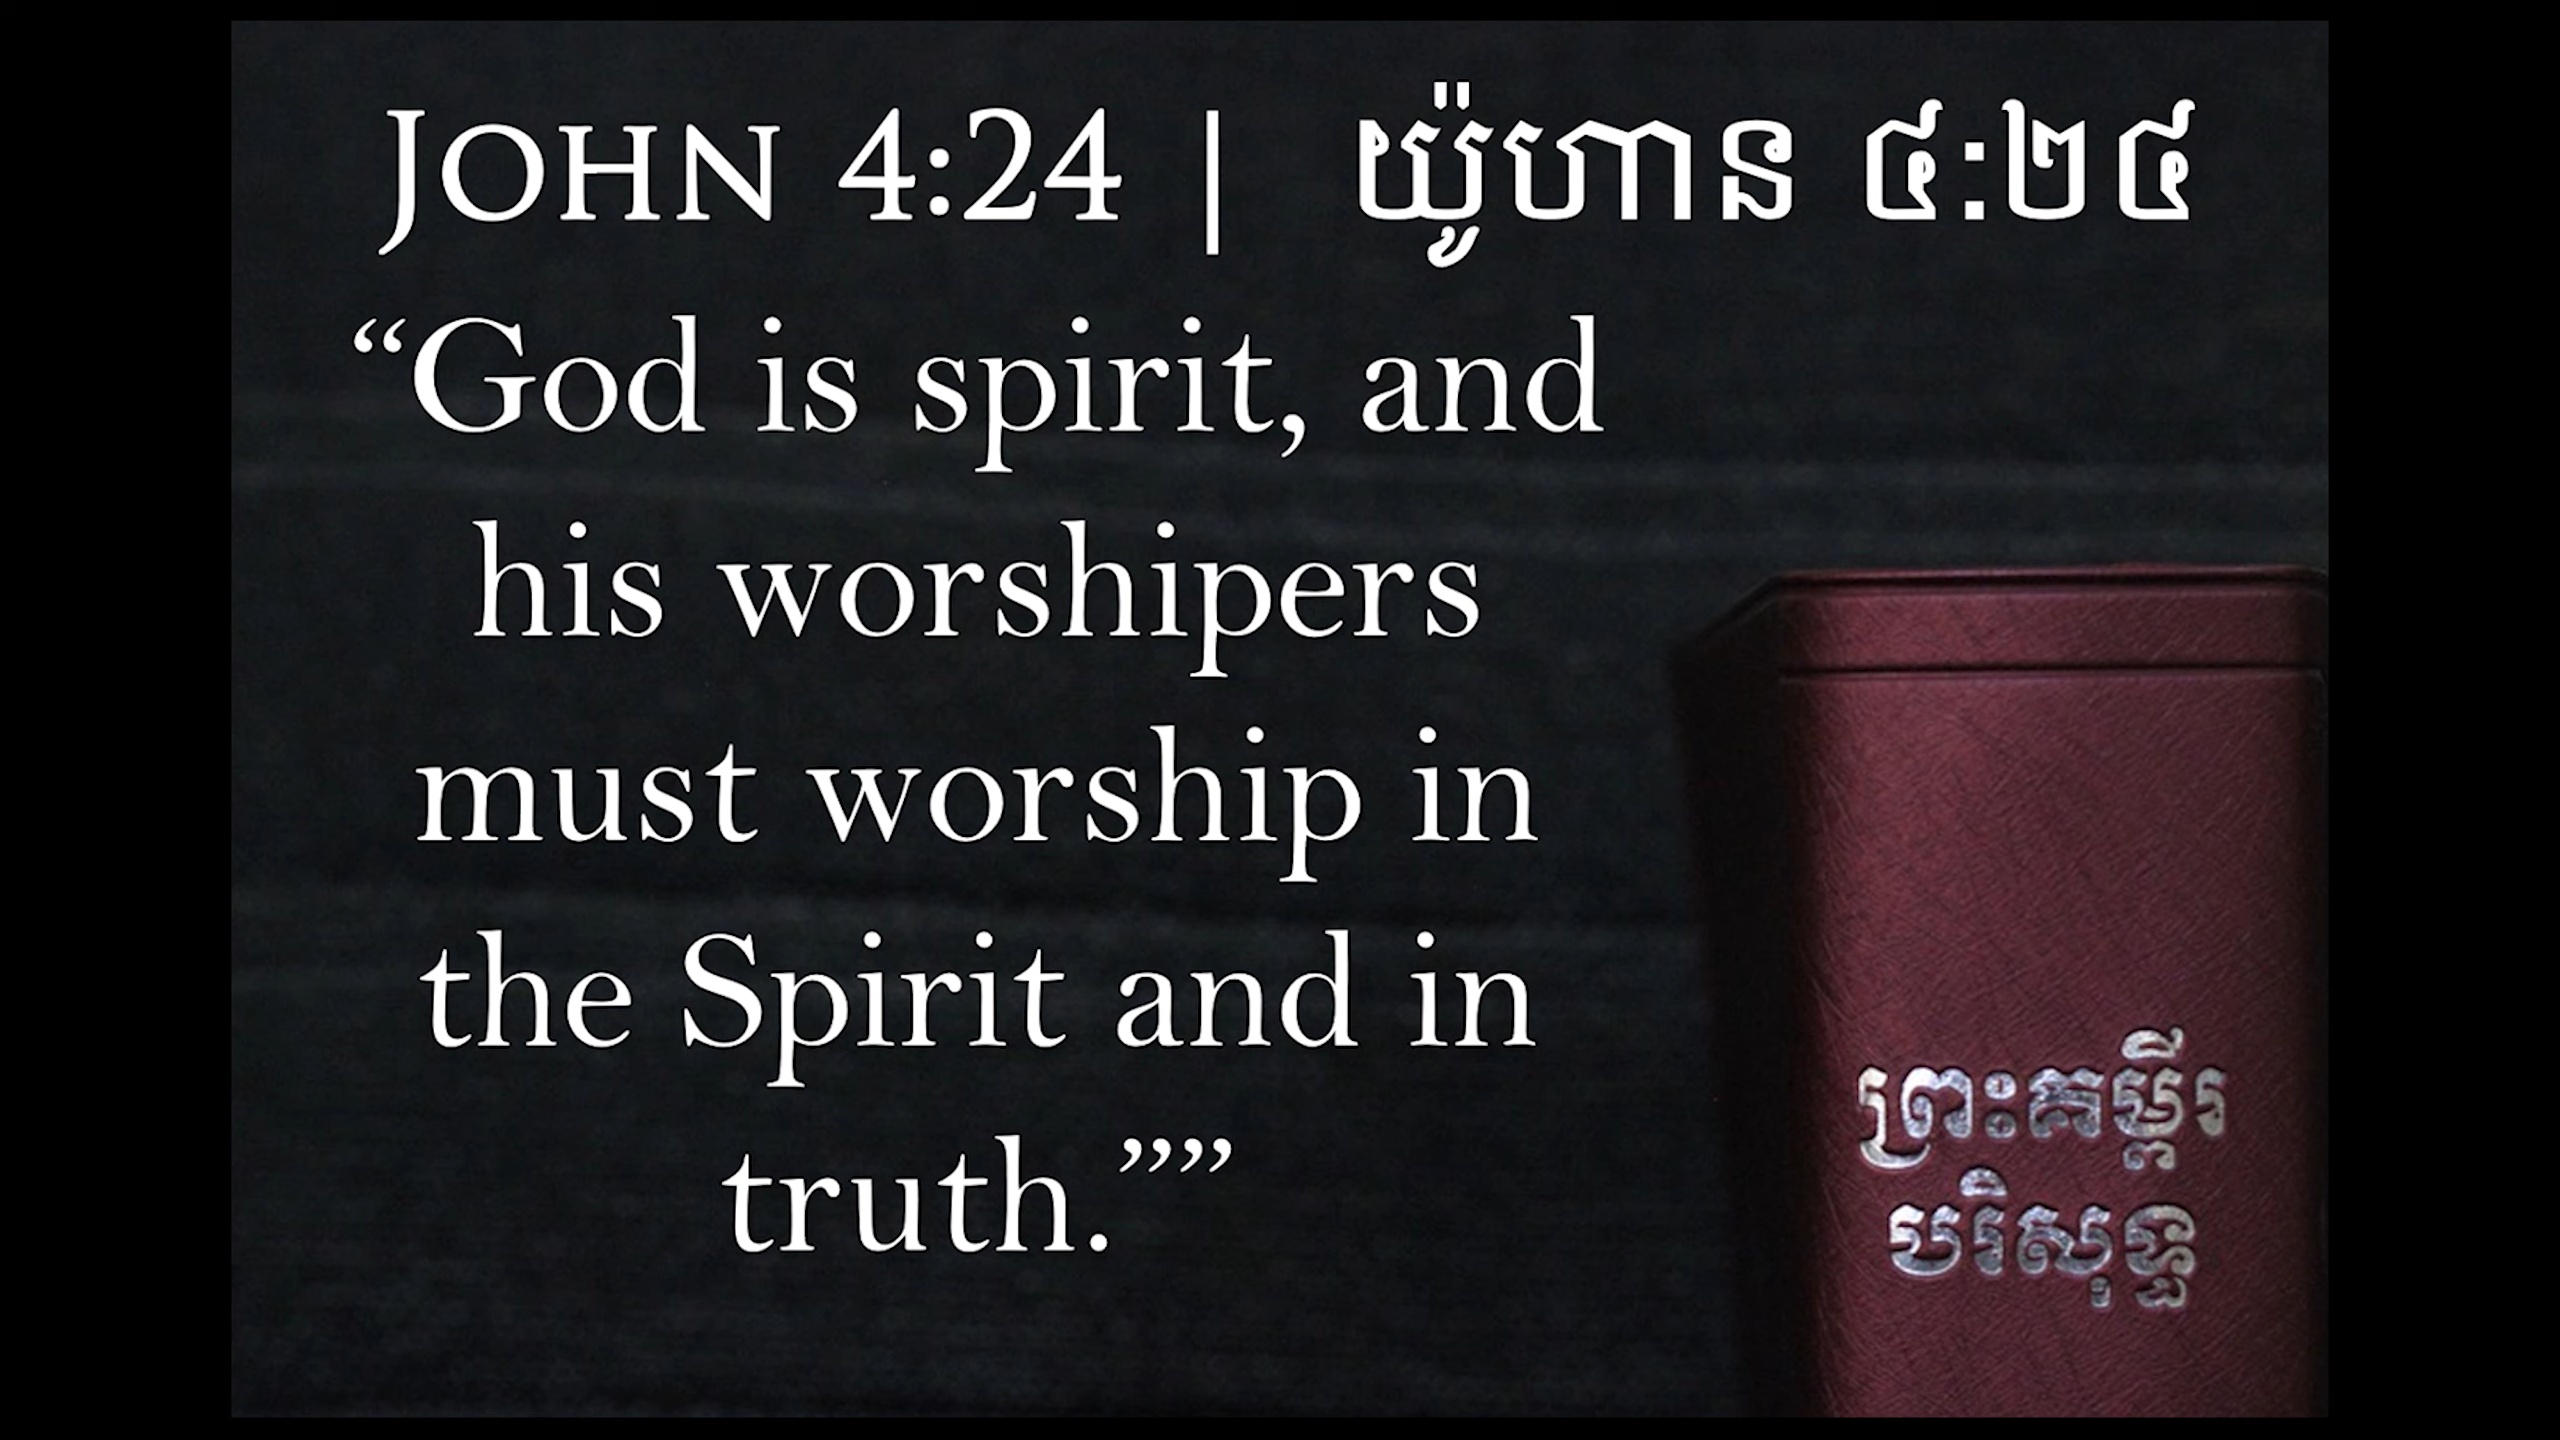 JOHN 4:24 | យ៉ូហាន ៤:២៤
“God is spirit, and
his worshipers
must worship in
the Spirit and in
truth.””
ព្រះគម្ពីរ
បរិសុទ្ធ